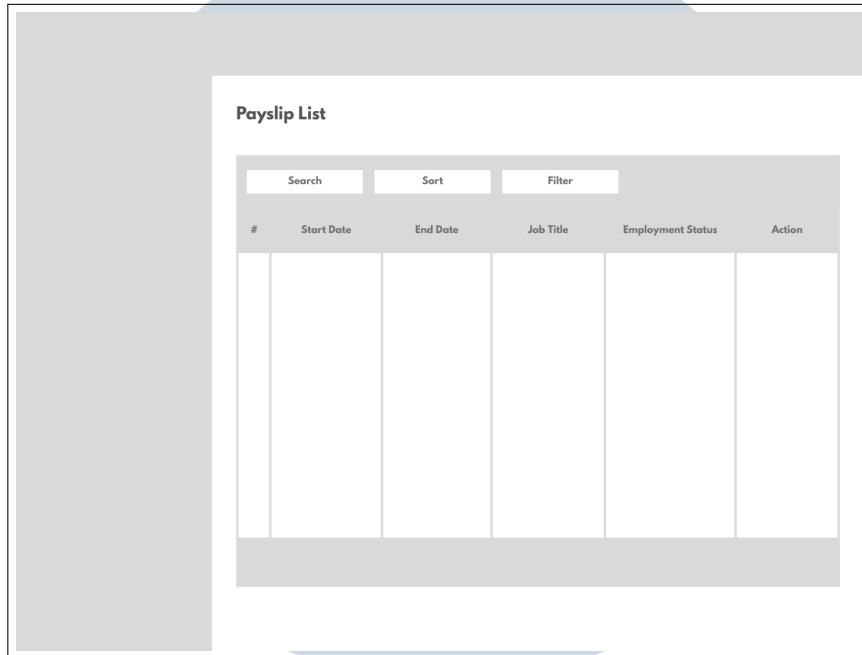 Payslip List
Search Sort Filter
# Start Date End Date Job Title Employment Status Action